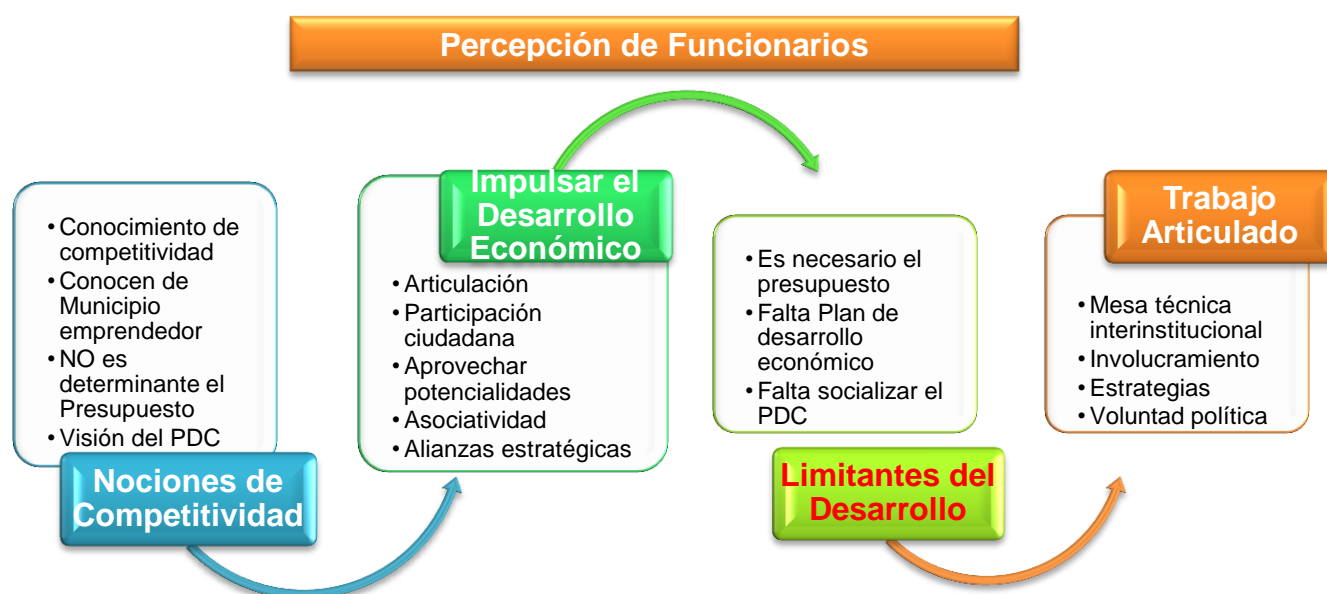 Percepción de Funcionarios
• Conocimiento de
competitividad
• Conocen de
Municipio
emprendedor
• NO es
determinante el
Presupuesto
• Visión del PDC
Nociones de
Competitividad
Impulsar el
Desarrollo
Económico
• Articulación
• Participación
ciudadana
• Aprovechar
potencialidades
• Asociatividad
• Alianzas estratégicas
• Es necesario el
presupuesto
• Falta Plan de
desarrollo
económico
• Falta socializar el
PDC
Limitantes del
Desarrollo
Trabajo
Articulado
• Mesa técnica
interinstitucional
• Involucramiento
• Estrategias
• Voluntad política